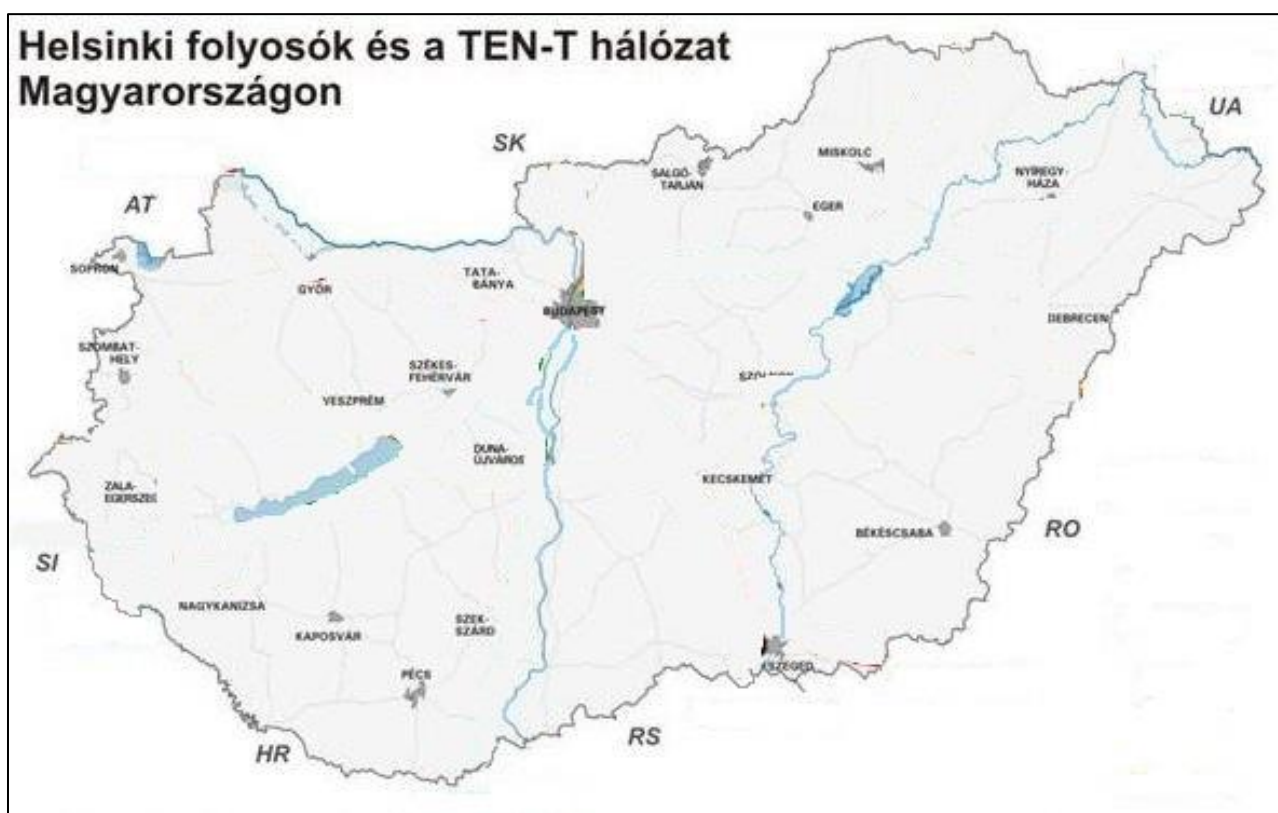 Helsinki folyosók és a TEN-T hálózat
Magyarországon
UA
SK
MISKOLC
SALGÓ-
TARJÁN
NYÍREGY-
HÁZA
AT
EGER
SOPRON
TATA-
BÁNYA
GYŐR
BUDAPEST
DEBRECEN
SZOMBAT-
HELY
SZÉKES-
FEHÉRVÁR
VESZPRÉM
DUNA-
ÚJVÁROS
KECSKEMÉT
ZALA-
EGERSZEG
BÉKÉSCSABA
RO
SI
NAGYKANIZSA
SZEK-
SZÁRD
KAPOSVÁR
SZEGED
PÉCS
RS
HR